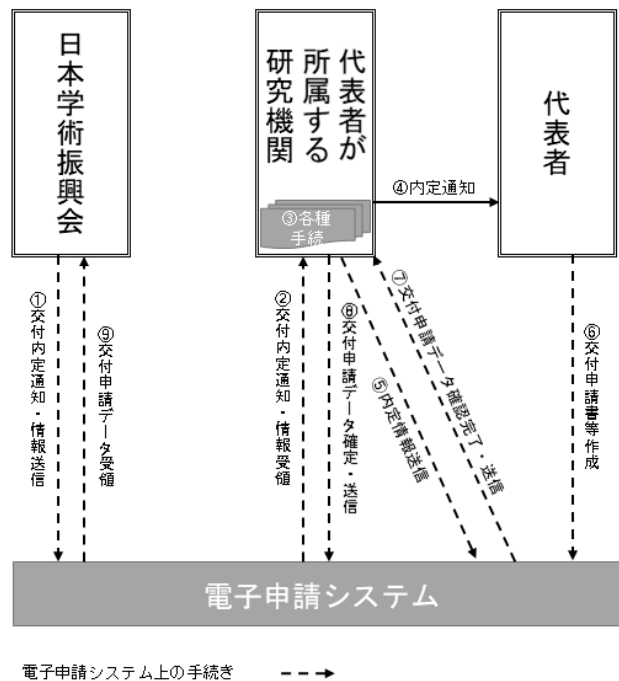 日本学術振興会
代表者が
所属する
研究機関
代表者
③各種
手続
④内定通知
①交付内定通知・情報送信
⑨交付申請データ受領
②交付内定通知・情報受領
⑧交付申請データ確定・送信
⑤内定情報送信
⑦交付申請データ確認完了・送信
⑥交付申請書等作成
電子申請システム
電子申請システム上の手続き